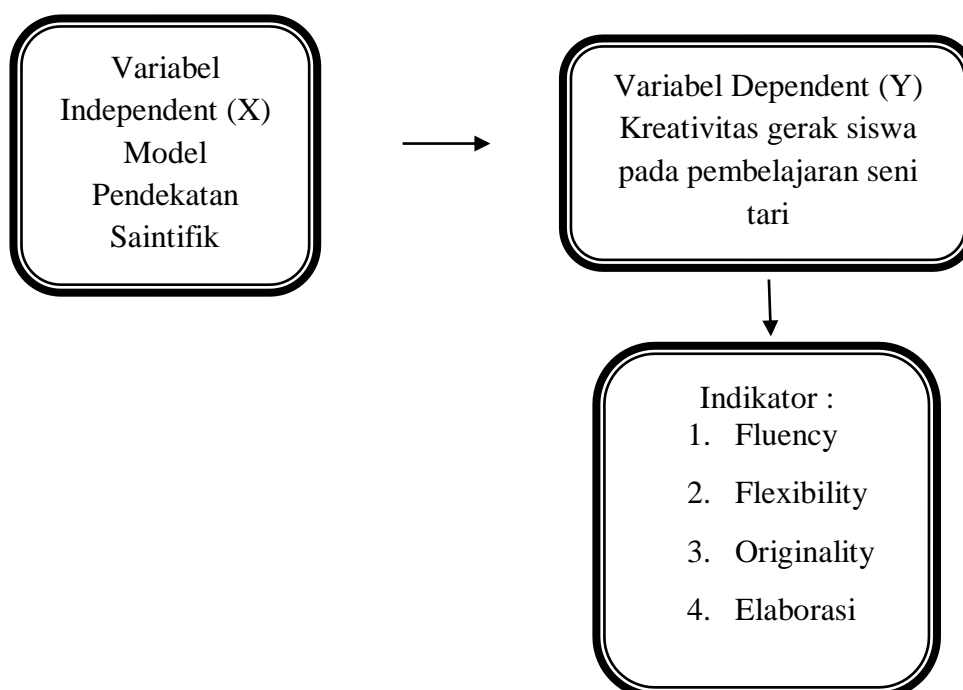 Variabel
Independent (X)
Model
Pendekatan
Saintifik
Variabel Dependent (Y)
Kreativitas gerak siswa
pada pembelajaran seni
tari
Indikator :
1. Fluency
2. Flexibility
3. Originality
4. Elaborasi